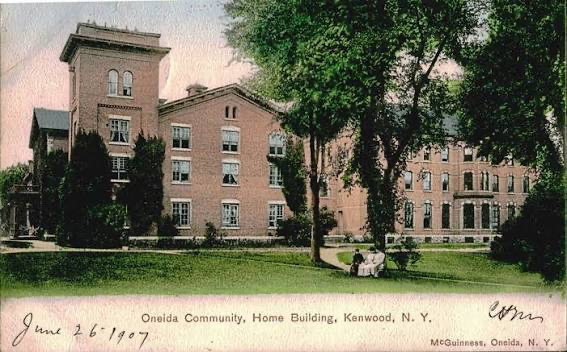 Oneida Community, Home Building, Kenwood, N. Y.
June 26 1907
McGuinness, Oneida, N. Y.